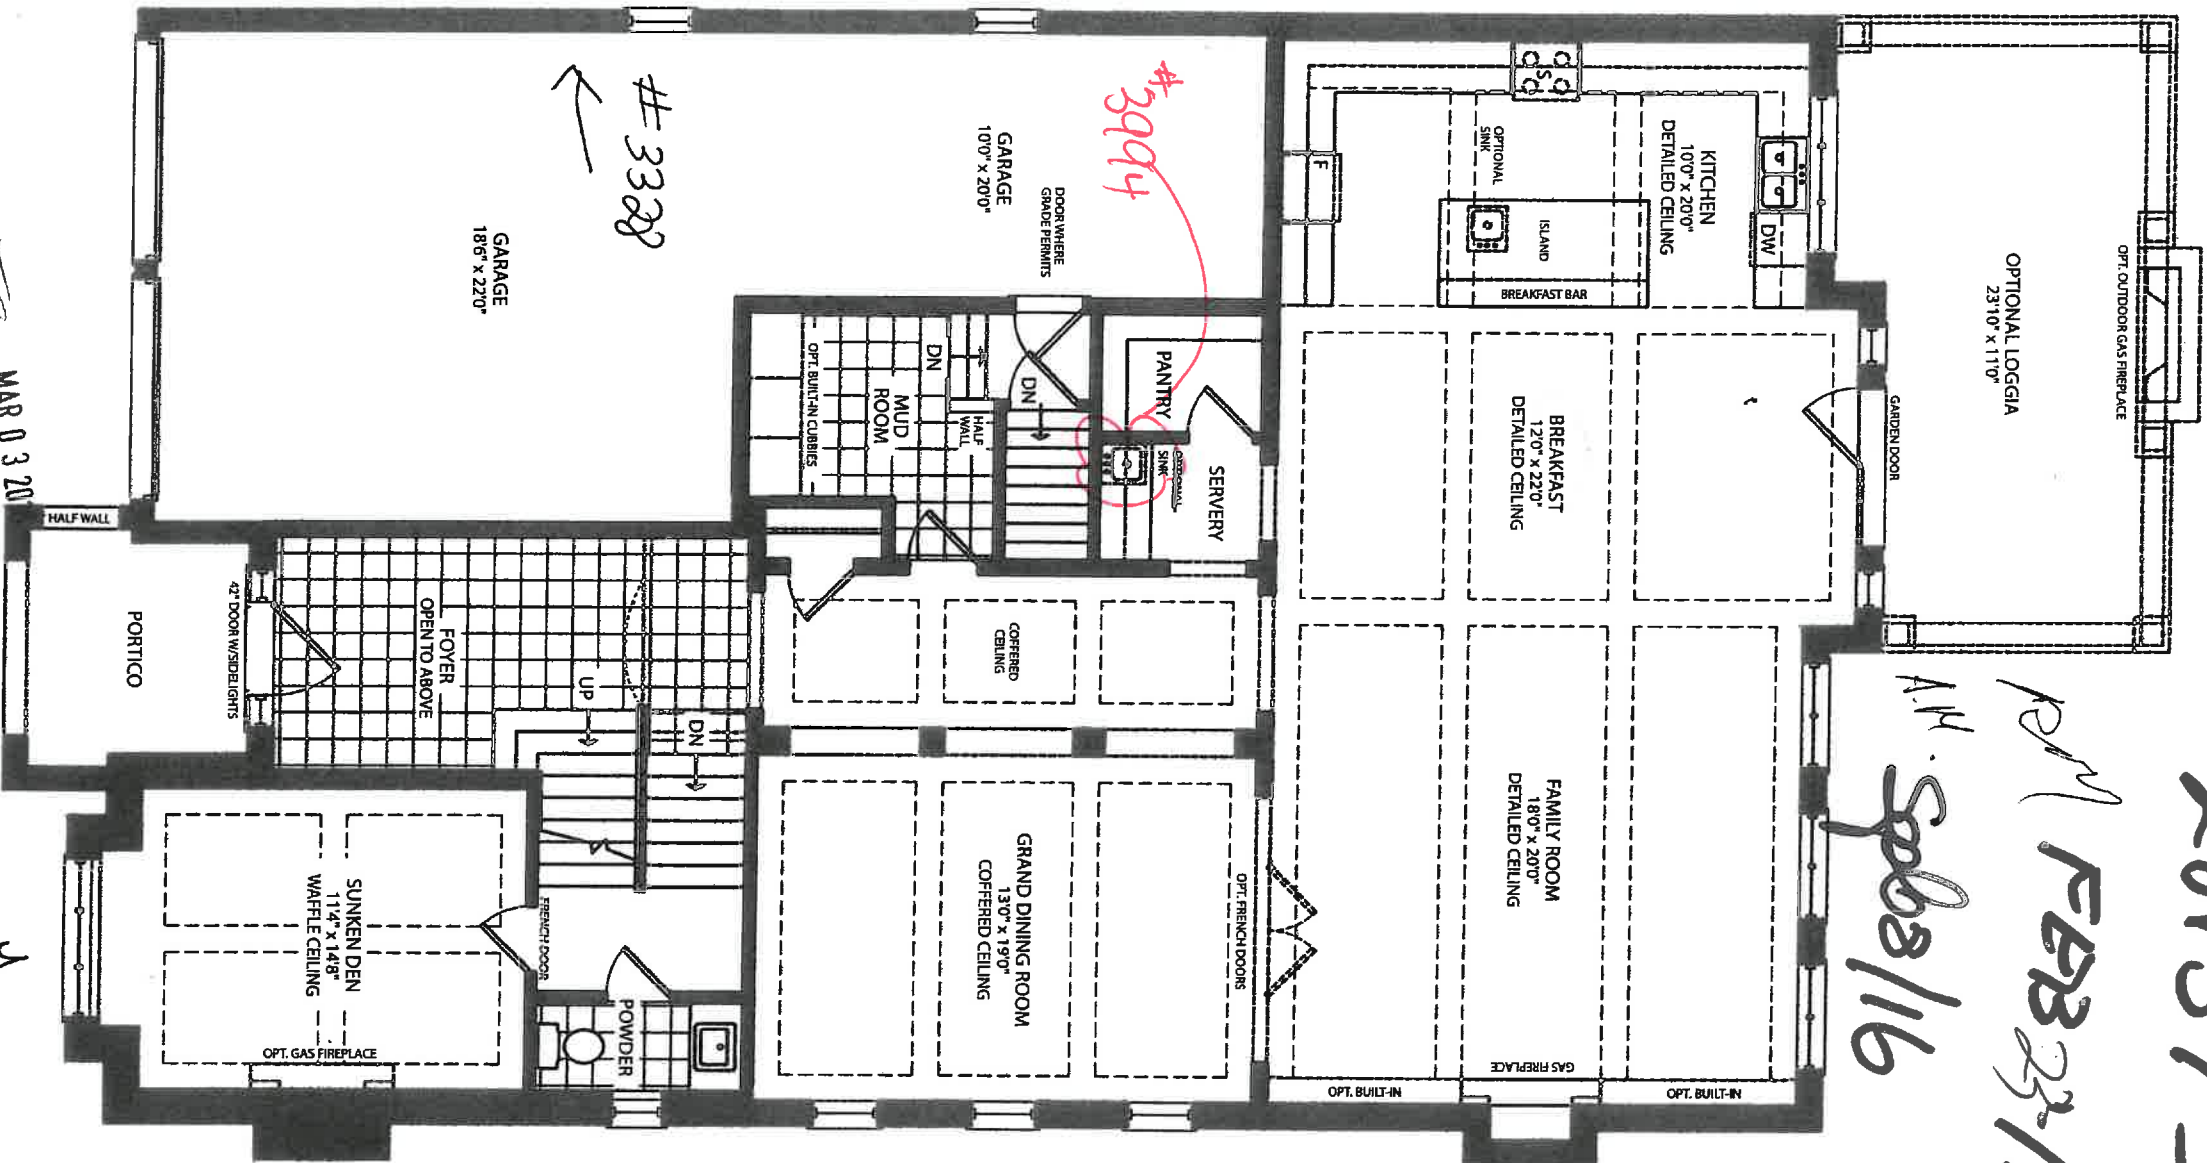 OPTIONAL LOGGIA
23'10" x 11'0"
OPT. OUTDOOR GAS FIREPLACE
GARDEN DOOR
KITCHEN
10'0" x 20'0"
DETAILED CEILING
OPTIONAL
SINK
ISLAND
BREAKFAST BAR
S
F
DW
BREAKFAST
12'0" x 22'0"
DETAILED CEILING
FAMILY ROOM
18'0" x 20'0"
DETAILED CEILING
GAS FIREPLACE
OPT. BUILT-IN
OPT. BUILT-IN
OPT. FRENCH DOORS
#3994
PANTRY
SERVERY
OPTIONAL
SINK
GARAGE
10'0" x 20'0"
DOOR WHERE
GRADE PERMITS
#3328
GARAGE
18'6" x 22'0"
DN
DN
HALF
WALL
MUD
ROOM
OPT. BUILT-IN CUBBIES
COFFERED
CEILING
GRAND DINING ROOM
13'0" x 19'0"
COFFERED CEILING
FOYER
OPEN TO ABOVE
UP
DN
42" DOOR W/SIDELIGHTS
PORTICO
HALF WALL
FRENCH DOOR
POWDER
SUNKEN DEN
11'4" x 14'8"
WAFFLE CEILING
OPT. GAS FIREPLACE
MAR 03 20
FEB 23